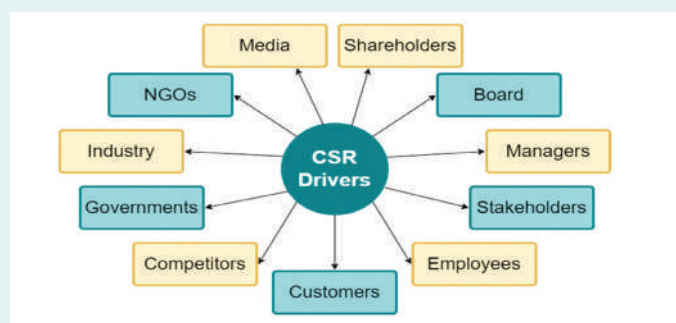 Media
Shareholders
NGOs
Board
Industry
CSR
Drivers
Managers
Governments
Stakeholders
Competitors
Employees
Customers